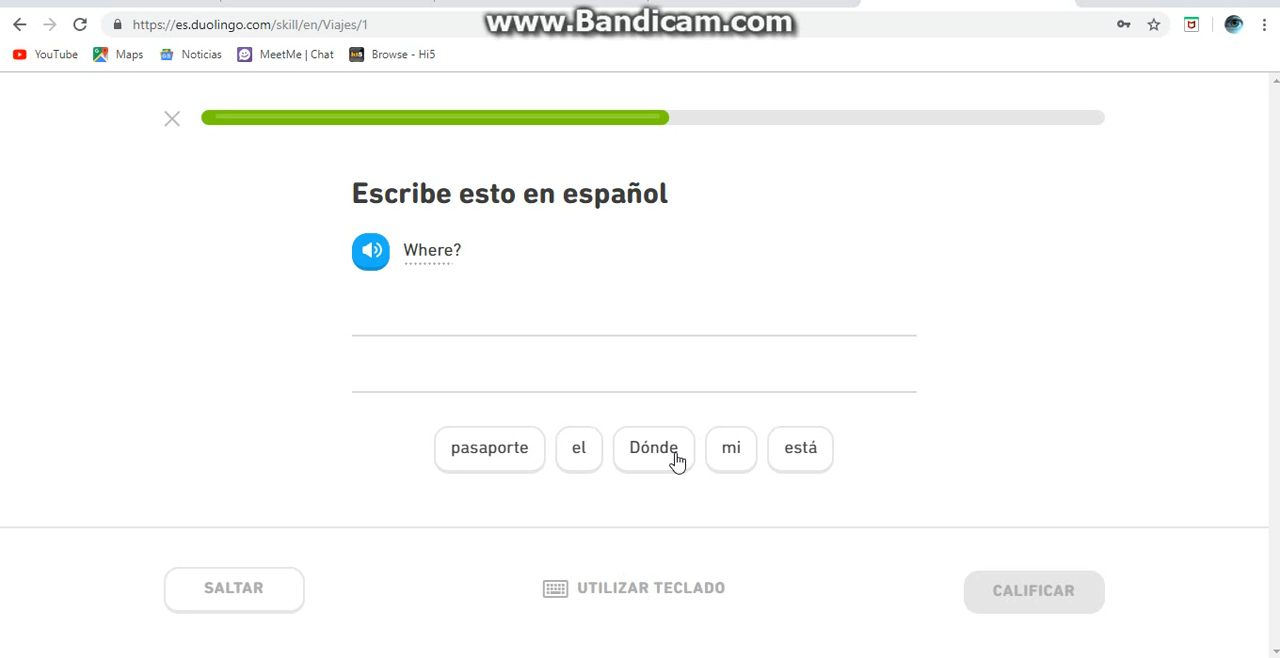 www.Bandicam.com
https://es.duolingo.com/skill/en/Viajes/1
YouTube Maps Noticias MeetMe | Chat hi5 Browse - Hi5
Escribe esto en español
Where?
pasaporte el Dónde mi está
SALTAR UTILIZAR TECLADO CALIFICAR